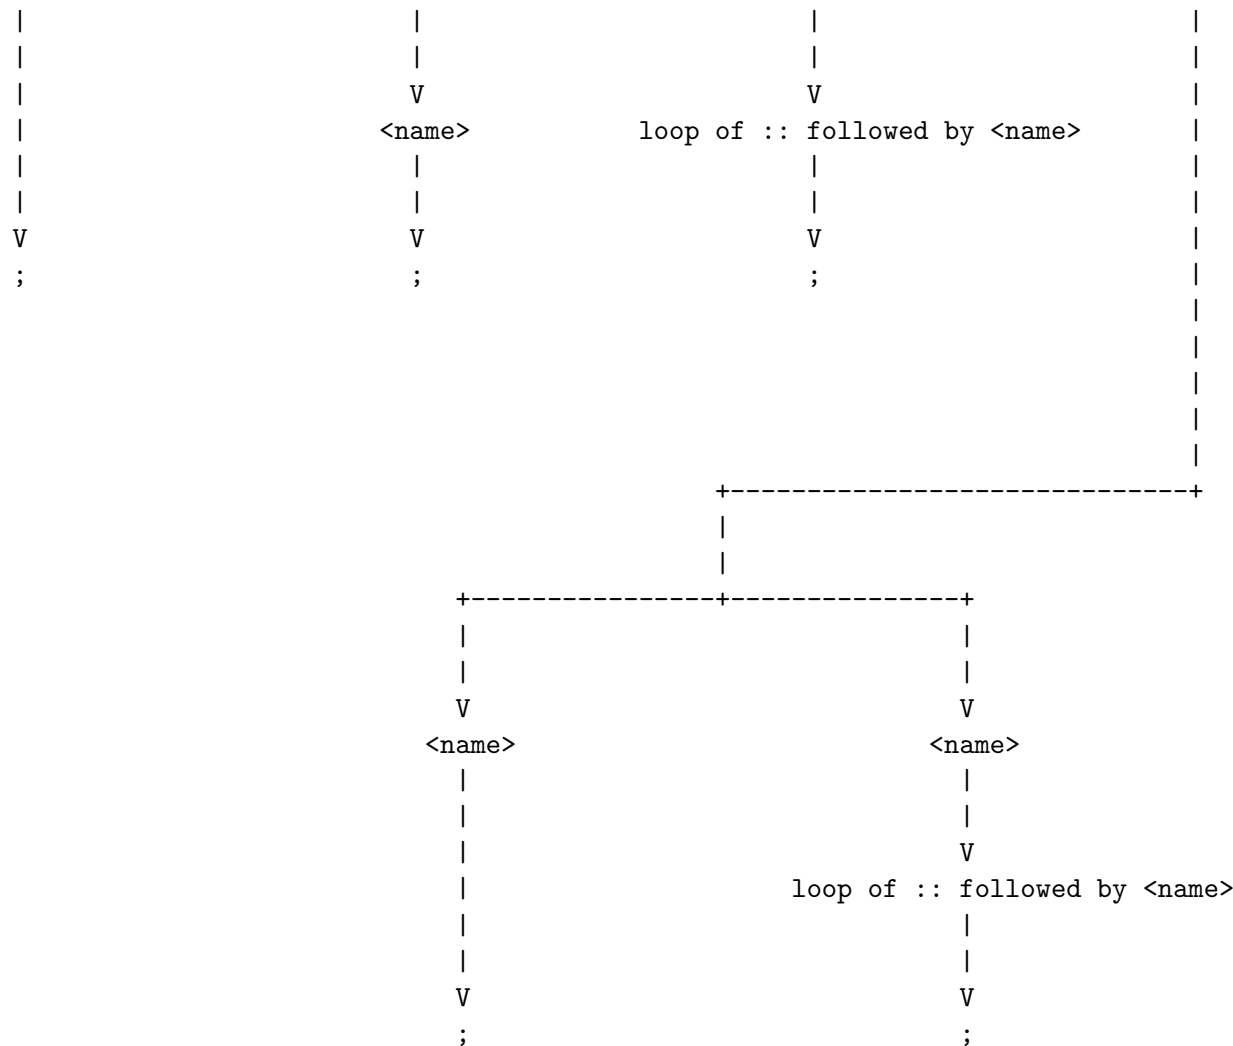 |                         |                         |                        |
|                         |                         |                        |
|                         V                         V                        |
|                       <name>           loop of :: followed by <name>       |
|                         |                         |                        |
|                         |                         |                        |
V                         V                         V                        |
;                         ;                         ;                        |
                                                                             |
                                                                             |
                                                                             |
                                                                             |
                                                                             |
                                              +------------------------------+
                                              |
                                              |
                             +----------------+---------------+
                             |                                |
                             |                                |
                             V                                V
                           <name>                           <name>
                             |                                |
                             |                                |
                             |                                V
                             |                     loop of :: followed by <name>
                             |                                |
                             |                                |
                             V                                V
                             ;                                ;